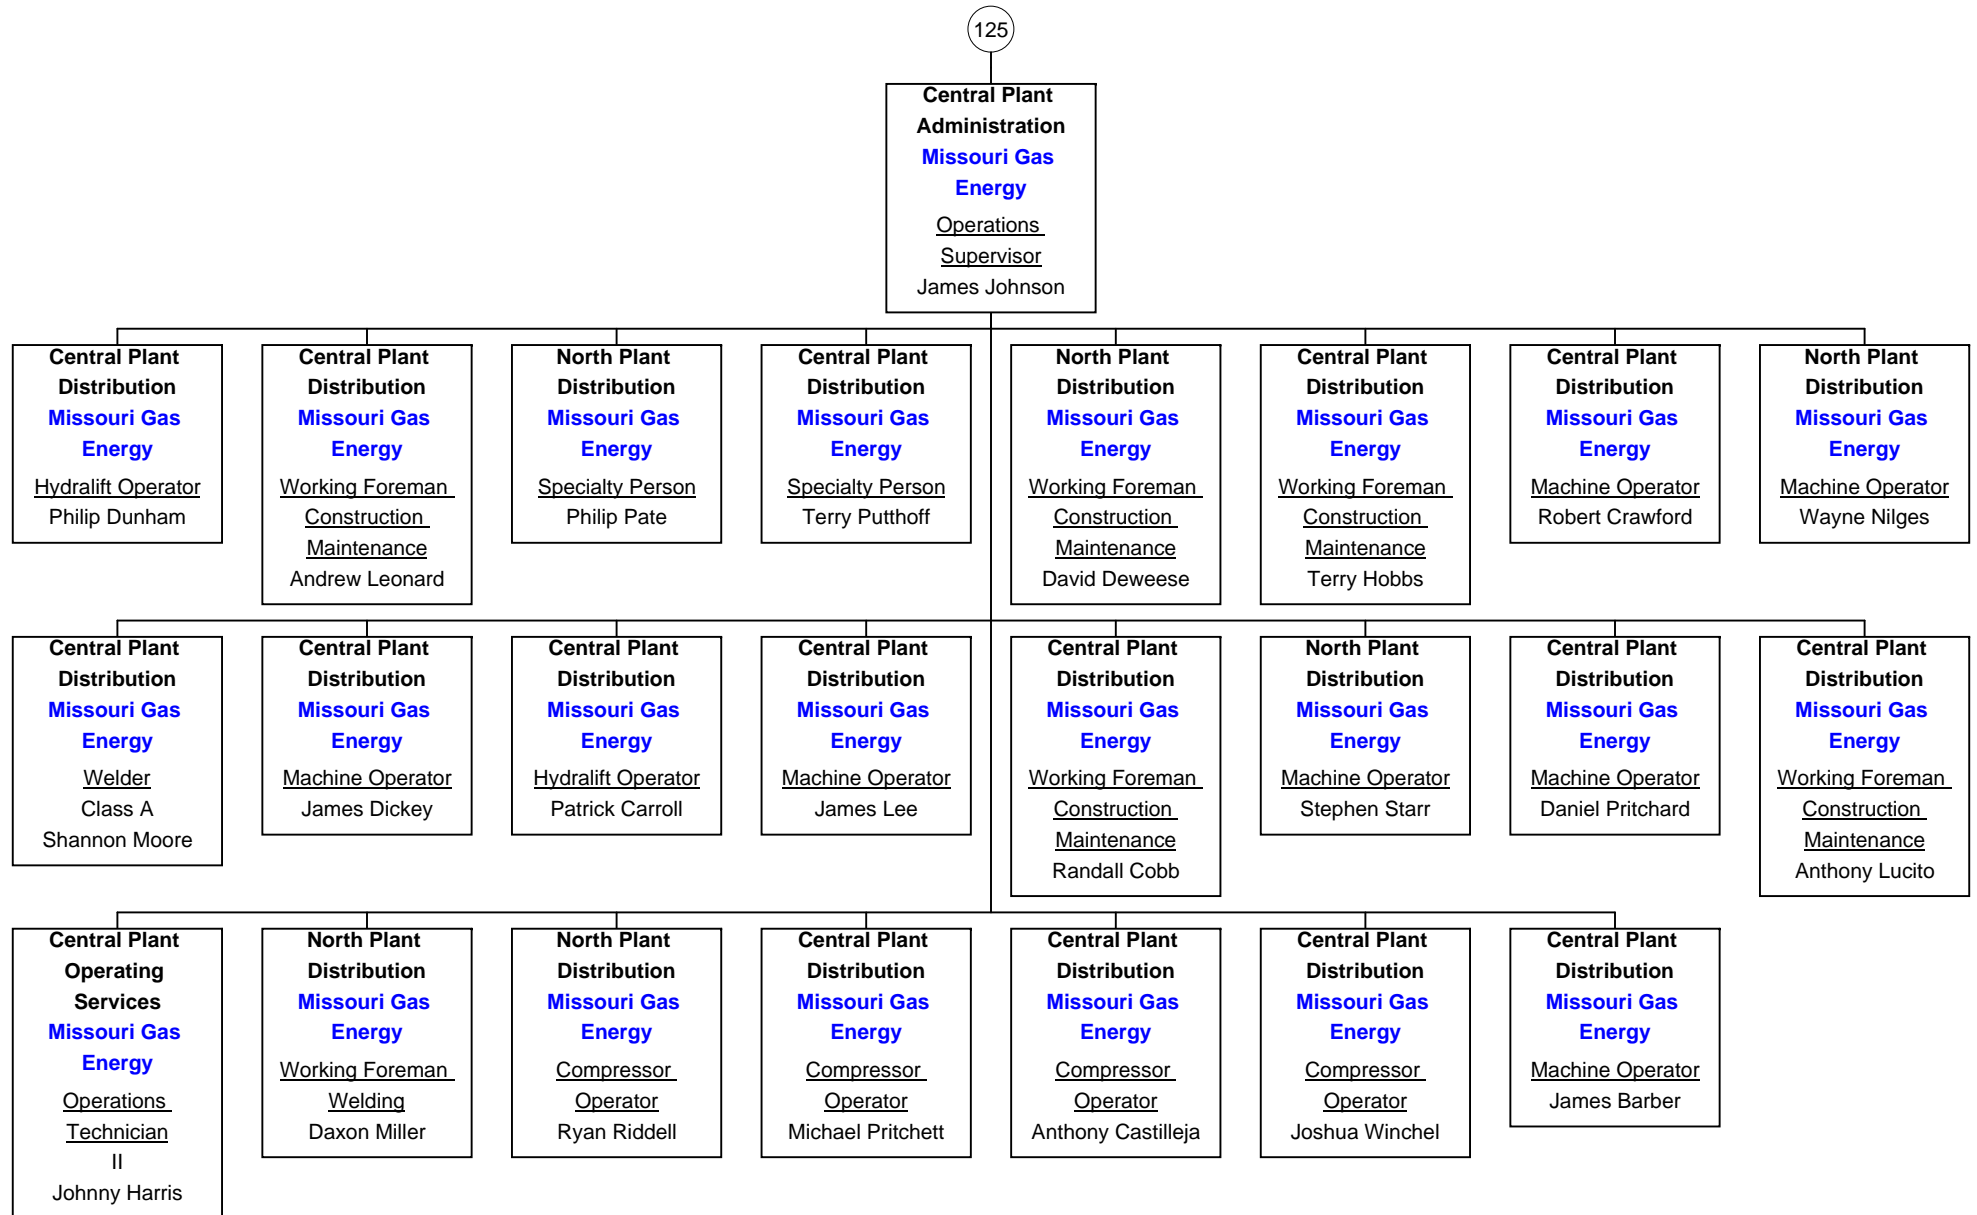 125
Central Plant
Administration
Missouri Gas
Energy
Operations
Supervisor
James Johnson
Central Plant
Distribution
Missouri Gas
Energy
Hydralift Operator
Philip Dunham
Central Plant
Distribution
Missouri Gas
Energy
Working Foreman
Construction
Maintenance
Andrew Leonard
North Plant
Distribution
Missouri Gas
Energy
Specialty Person
Philip Pate
Central Plant
Distribution
Missouri Gas
Energy
Specialty Person
Terry Putthoff
North Plant
Distribution
Missouri Gas
Energy
Working Foreman
Construction
Maintenance
David Deweese
Central Plant
Distribution
Missouri Gas
Energy
Working Foreman
Construction
Maintenance
Terry Hobbs
Central Plant
Distribution
Missouri Gas
Energy
Machine Operator
Robert Crawford
North Plant
Distribution
Missouri Gas
Energy
Machine Operator
Wayne Nilges
Central Plant
Distribution
Missouri Gas
Energy
Welder
Class A
Shannon Moore
Central Plant
Distribution
Missouri Gas
Energy
Machine Operator
James Dickey
Central Plant
Distribution
Missouri Gas
Energy
Hydralift Operator
Patrick Carroll
Central Plant
Distribution
Missouri Gas
Energy
Machine Operator
James Lee
Central Plant
Distribution
Missouri Gas
Energy
Working Foreman
Construction
Maintenance
Randall Cobb
North Plant
Distribution
Missouri Gas
Energy
Machine Operator
Stephen Starr
Central Plant
Distribution
Missouri Gas
Energy
Machine Operator
Daniel Pritchard
Central Plant
Distribution
Missouri Gas
Energy
Working Foreman
Construction
Maintenance
Anthony Lucito
Central Plant
Operating
Services
Missouri Gas
Energy
Operations
Technician
II
Johnny Harris
North Plant
Distribution
Missouri Gas
Energy
Working Foreman
Welding
Daxon Miller
North Plant
Distribution
Missouri Gas
Energy
Compressor
Operator
Ryan Riddell
Central Plant
Distribution
Missouri Gas
Energy
Compressor
Operator
Michael Pritchett
Central Plant
Distribution
Missouri Gas
Energy
Compressor
Operator
Anthony Castilleja
Central Plant
Distribution
Missouri Gas
Energy
Compressor
Operator
Joshua Winchel
Central Plant
Distribution
Missouri Gas
Energy
Machine Operator
James Barber